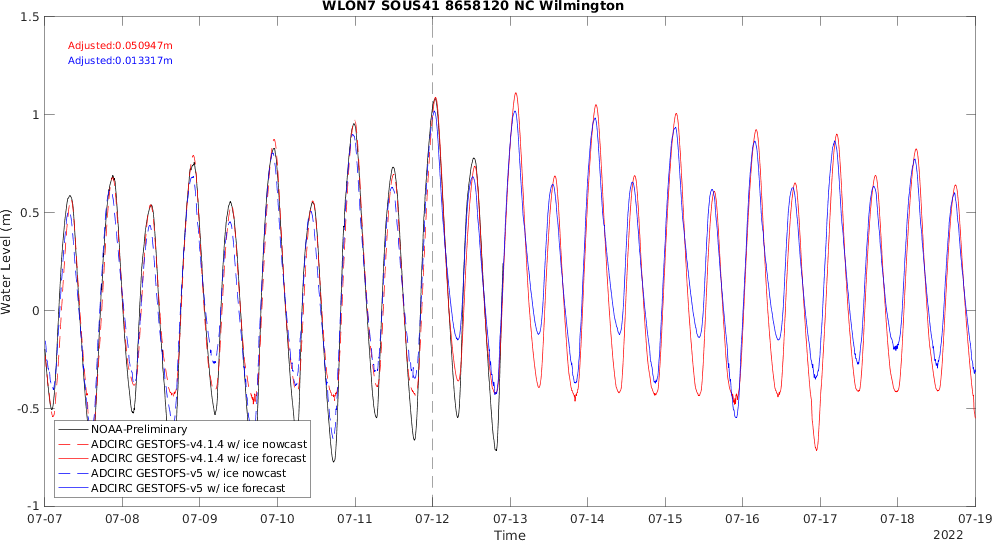 WLON7 SOUS41 8658120 NC Wilmington
1.5
Adjusted:0.050947m
Adjusted:0.013317m
1
0.5
Water Level (m)
0
-0.5
NOAA-Preliminary
ADCIRC GESTOFS-v4.1.4 w/ ice nowcast
ADCIRC GESTOFS-v4.1.4 w/ ice forecast
ADCIRC GESTOFS-v5 w/ ice nowcast
ADCIRC GESTOFS-v5 w/ ice forecast
-1
07-07 07-08 07-09 07-10 07-11 07-12 07-13 07-14 07-15 07-16 07-17 07-18 07-19
Time
2022